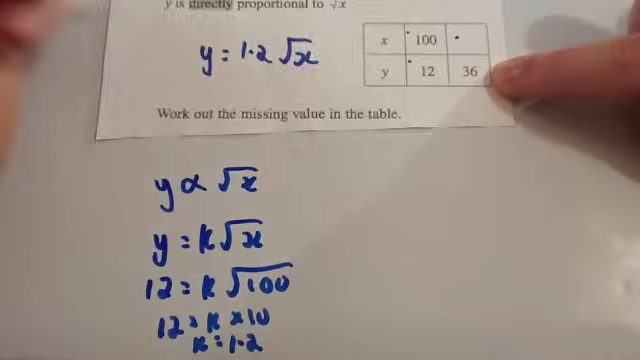 y is directly proportional to √x
y = 1.2 √x
x 100
y 12 36
Work out the missing value in the table.
y ∝ √x
y = k√x
12 = k √100
12 = k × 10
k = 1.2